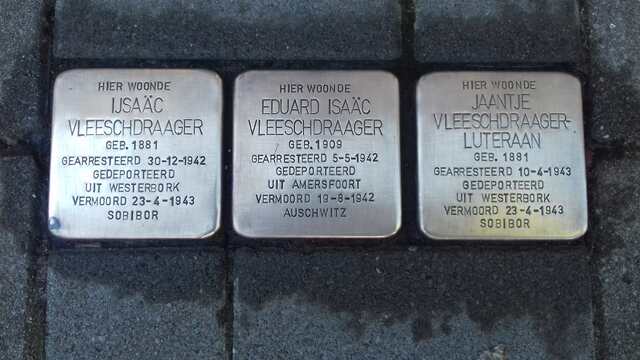 HIER WOONDE
IJSAÄC
VLEESCHDRAAGER
GEB. 1881
GEARRESTEERD 30-12-1942
GEDEPORTEERD
UIT WESTERBORK
VERMOORD 23-4-1943
SOBIBOR
HIER WOONDE
EDUARD ISAÄC
VLEESCHDRAAGER
GEB. 1909
GEARRESTEERD 5-5-1942
GEDEPORTEERD
UIT AMERSFOORT
VERMOORD 19-8-1942
AUSCHWITZ
HIER WOONDE
JAANTJE
VLEESCHDRAAGER-
LUTERAAN
GEB. 1881
GEARRESTEERD 10-4-1943
GEDEPORTEERD
UIT WESTERBORK
VERMOORD 23-4-1943
SOBIBOR